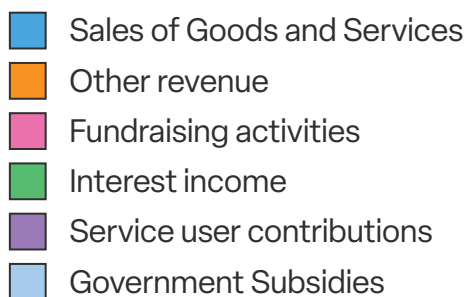 Sales of Goods and Services
Other revenue
Fundraising activities
Interest income
Service user contributions
Government Subsidies